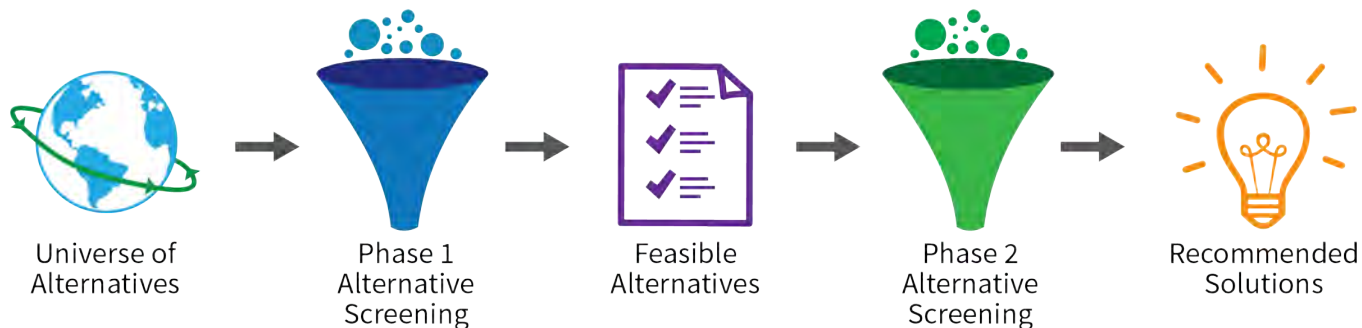 Universe of
Alternatives
Phase 1
Alternative
Screening
Feasible
Alternatives
Phase 2
Alternative
Screening
Recommended
Solutions